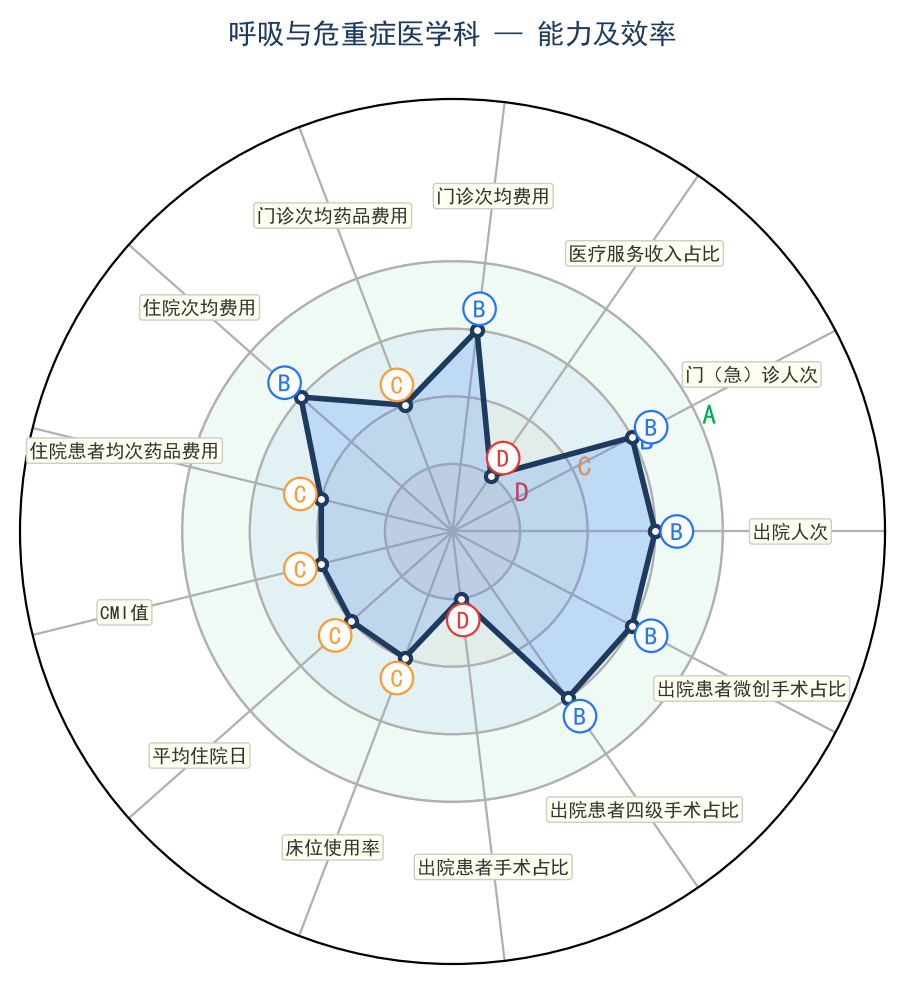 呼吸与危重症医学科 — 能力及效率
门诊次均费用
门诊次均药品费用
医疗服务收入占比
住院次均费用
B
门（急）诊人次
B
C
A
B
B
住院患者均次药品费用
D
C
C
D
出院人次
B
C
CMI值
D
C
B
出院患者微创手术占比
C
B
平均住院日
出院患者四级手术占比
床位使用率
出院患者手术占比